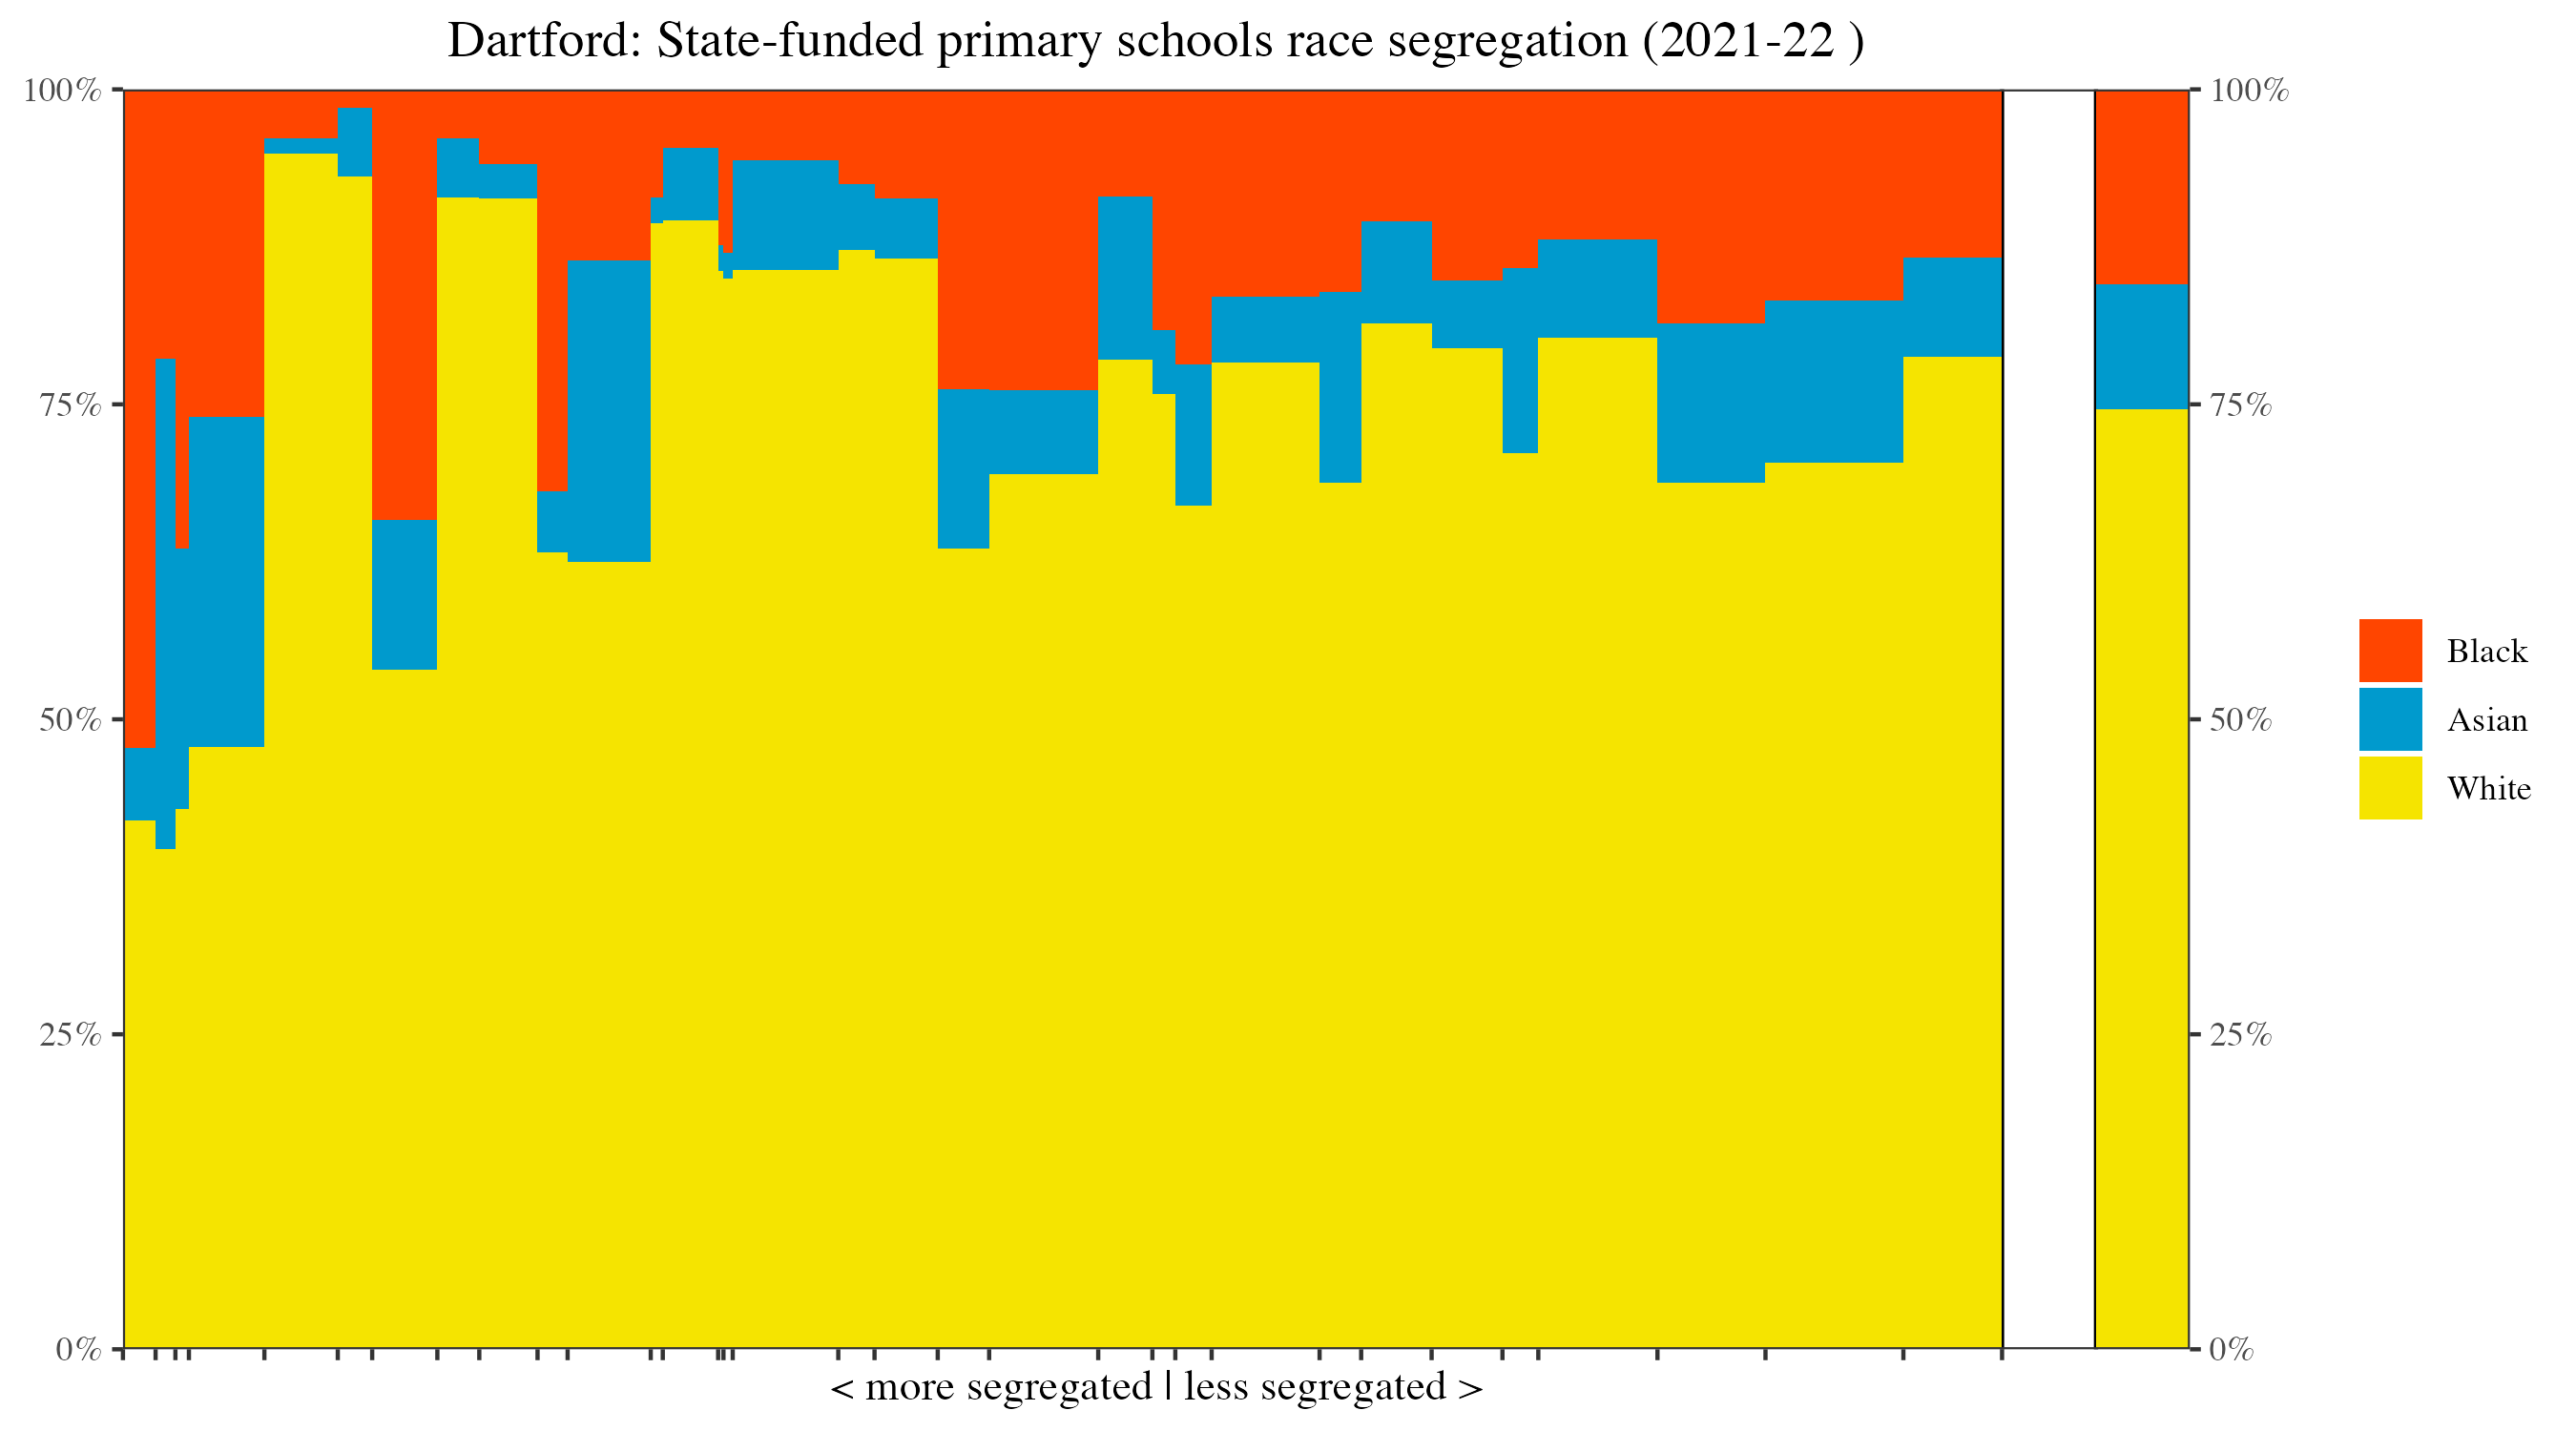 Dartford: State-funded primary schools race segregation (2021-22 )
100%
75%
50%
25%
0%
100%
75%
50%
25%
0%
Black
Asian
White
< more segregated | less segregated >